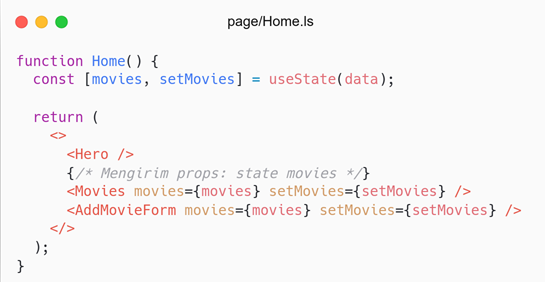 page/Home.ls
function Home() {
  const [movies, setMovies] = useState(data);
  return (
    <>
      <Hero />
      {/* Mengirim props: state movies */}
      <Movies movies={movies} setMovies={setMovies} />
      <AddMovieForm movies={movies} setMovies={setMovies} />
    </>
  );
}